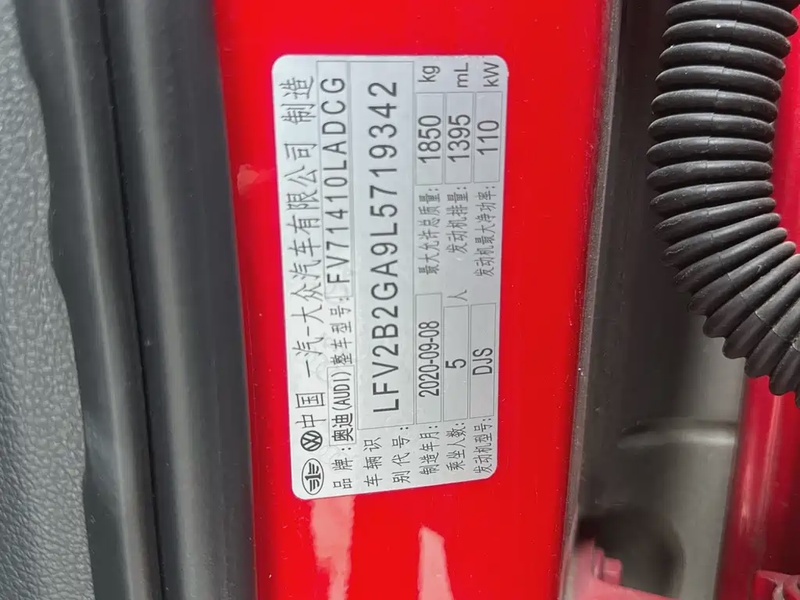 中国 一汽-大众汽车有限公司 制造
品牌:奥迪(AUDI) 整车型号:FV71410LADCG
车辆识别代号: LFV2B2GA9L5719342
制造年月: 2020-09-08 最大允许总质量: 1850 kg
乘坐人数: 5 人 发动机排量: 1395 mL
发动机型号: DJS 发动机最大净功率: 110 kW